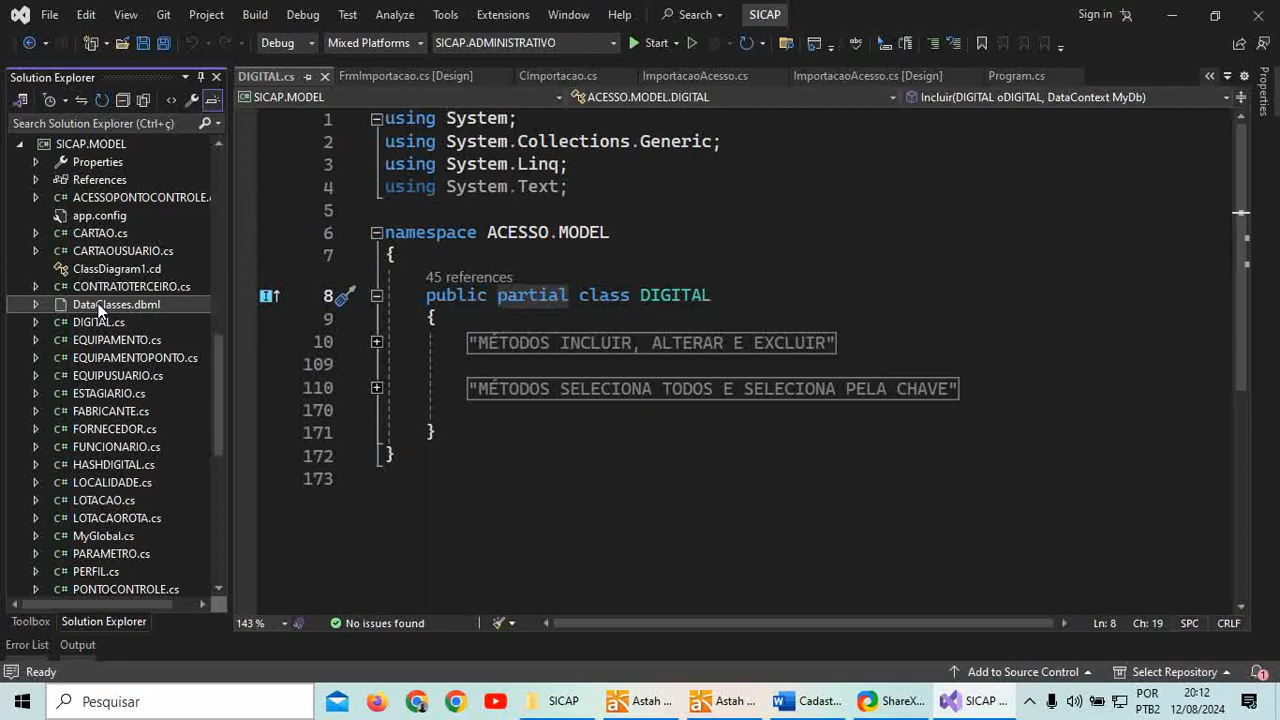 File Edit View Git Project Build Debug Test Analyze Tools Extensions Window Help Search SICAP Sign in
Debug Mixed Platforms SICAP.ADMINISTRATIVO Start
Solution Explorer
Search Solution Explorer (Ctrl+ç)
SICAP.MODEL
Properties
References
C# ACESSOPONTOCONTROLE.c
app.config
C# CARTAO.cs
C# CARTAOUSUARIO.cs
ClassDiagram1.cd
C# CONTRATOTERCEIRO.cs
DataClasses.dbml
C# DIGITAL.cs
C# EQUIPAMENTO.cs
C# EQUIPAMENTOPONTO.cs
C# EQUIPUSUARIO.cs
C# ESTAGIARIO.cs
C# FABRICANTE.cs
C# FORNECEDOR.cs
C# FUNCIONARIO.cs
C# HASHDIGITAL.cs
C# LOCALIDADE.cs
C# LOTACAO.cs
C# LOTACAOROTA.cs
C# MyGlobal.cs
C# PARAMETRO.cs
C# PERFIL.cs
C# PONTOCONTROLE.cs
Toolbox Solution Explorer
DIGITAL.cs FrmImportacao.cs [Design] CImportacao.cs ImportacaoAcesso.cs ImportacaoAcesso.cs [Design] Program.cs
Properties
SICAP.MODEL ACESSO.MODEL.DIGITAL Incluir(DIGITAL oDIGITAL, DataContext MyDb)
1 using System;
2 using System.Collections.Generic;
3 using System.Linq;
4 using System.Text;
5
6 namespace ACESSO.MODEL
7 {
45 references
8 public partial class DIGITAL
9 {
10 "MÉTODOS INCLUIR, ALTERAR E EXCLUIR"
109
110 "MÉTODOS SELECIONA TODOS E SELECIONA PELA CHAVE"
170
171 }
172 }
173
143 % No issues found Ln: 8 Ch: 19 SPC CRLF
Error List Output
Ready Add to Source Control Select Repository 1
Pesquisar SICAP Astah ... Astah ... Cadast... ShareX... SICAP ... POR PTB2 20:12 12/08/2024